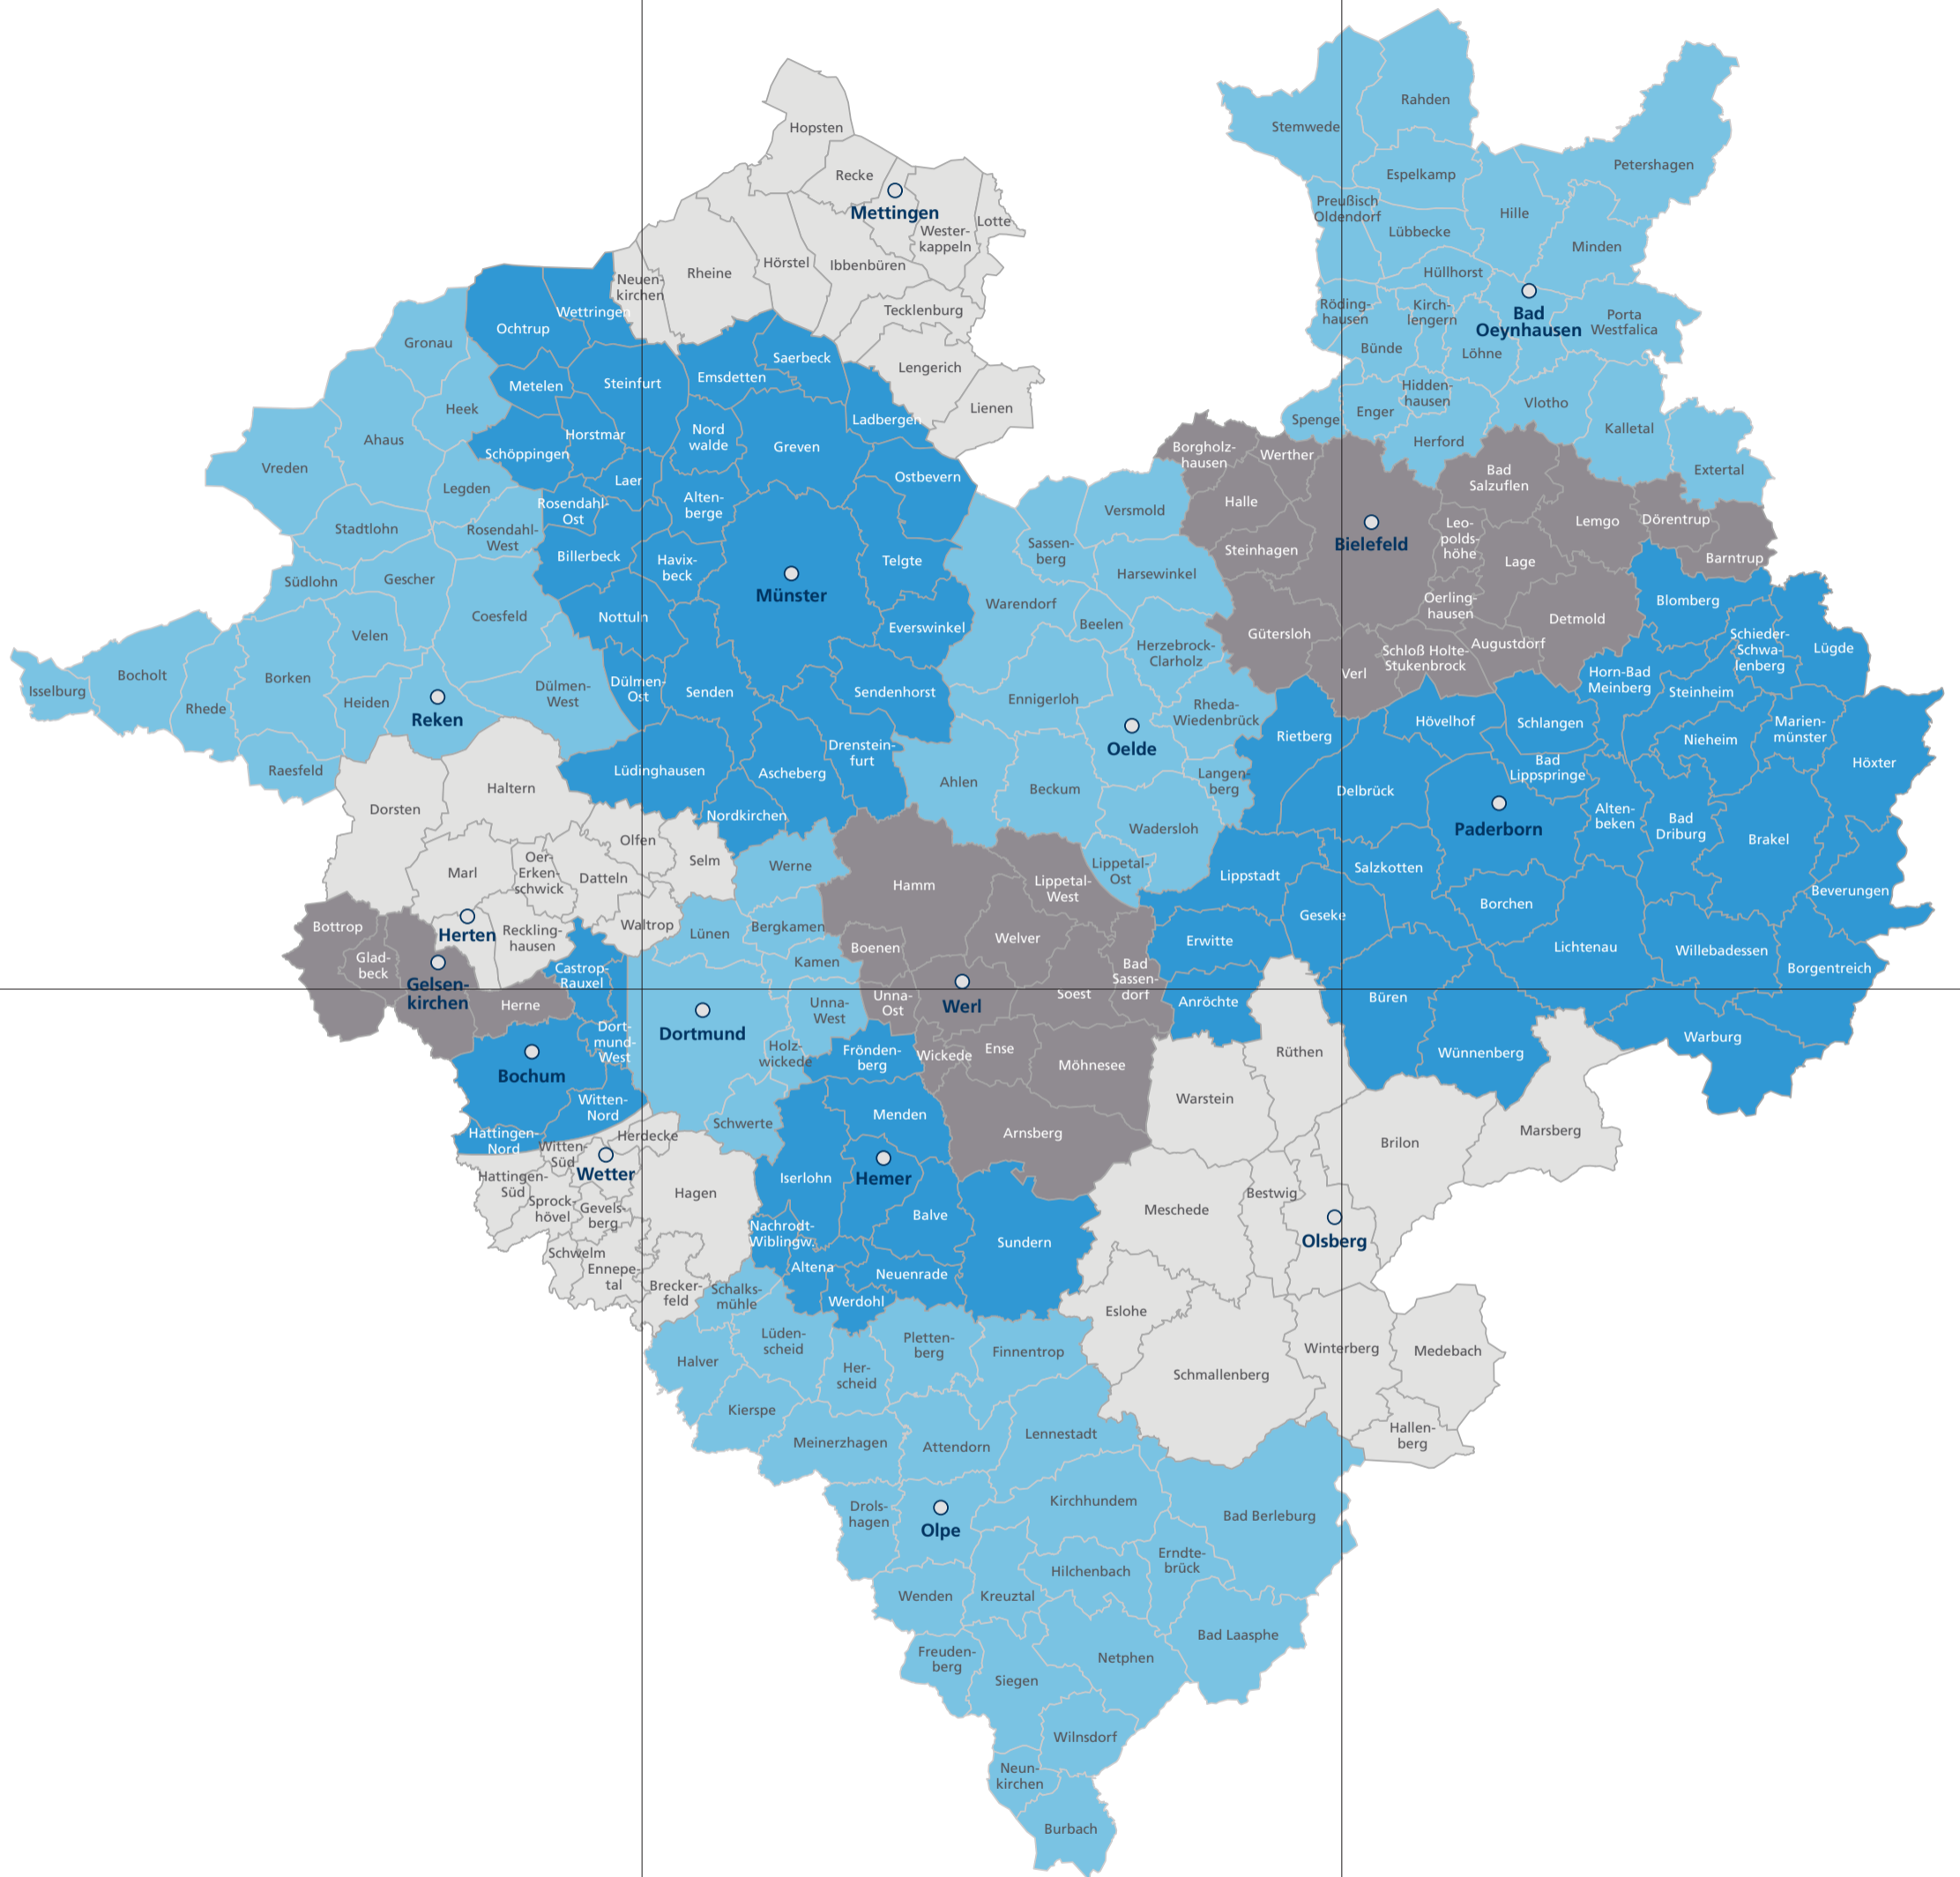 Rahden
Stemwede
Hopsten
Petershagen
Recke
Espelkamp
Mettingen
Lotte
Wester-
kappeln
Preußisch
Oldendorf
Hille
Lübbecke
Minden
Rheine
Hörstel
Ibbenbüren
Neuen-
kirchen
Hüllhorst
Wettringen
Tecklenburg
Röding-
hausen
Kirch-
lengern
Bad
Oeynhausen
Porta
Westfalica
Ochtrup
Gronau
Saerbeck
Bünde
Löhne
Lengerich
Metelen
Steinfurt
Emsdetten
Hidden-
hausen
Heek
Lienen
Spenge
Enger
Vlotho
Ladbergen
Ahaus
Horstmar
Nord
walde
Greven
Herford
Kalletal
Borgholz-
hausen
Werther
Schöppingen
Vreden
Extertal
Bad
Salzuflen
Ostbevern
Laer
Legden
Halle
Alten-
berge
Versmold
Rosendahl-
Ost
Stadtlohn
Rosendahl-
West
Leo-
polds-
höhe
Lemgo
Dörentrup
Bielefeld
Steinhagen
Sassen-
berg
Billerbeck
Havix-
beck
Telgte
Lage
Barntrup
Südlohn
Gescher
Harsewinkel
Münster
Warendorf
Oerling-
hausen
Blomberg
Coesfeld
Nottuln
Everswinkel
Beelen
Detmold
Velen
Gütersloh
Herzebrock-
Clarholz
Augustdorf
Schieder-
Schwa-
lenberg
Lügde
Schloß Holte-
Stukenbrock
Bocholt
Borken
Verl
Horn-Bad
Meinberg
Isselburg
Dülmen-
West
Dülmen-
Ost
Senden
Sendenhorst
Ennigerloh
Steinheim
Rhede
Heiden
Reken
Rheda-
Wiedenbrück
Hövelhof
Schlangen
Marien-
münster
Rietberg
Oelde
Nieheim
Drenstein-
furt
Raesfeld
Lüdinghausen
Ascheberg
Höxter
Bad
Lippspringe
Ahlen
Beckum
Langen-
berg
Delbrück
Haltern
Dorsten
Nordkirchen
Paderborn
Alten-
beken
Bad
Driburg
Wadersloh
Brakel
Olfen
Selm
Werne
Marl
Oer-
Erken-
schwick
Datteln
Lippetal-
Ost
Lippstadt
Salzkotten
Hamm
Lippetal-
West
Beverungen
Borchen
Geseke
Bottrop
Herten
Reckling-
hausen
Waltrop
Lünen
Bergkamen
Welver
Erwitte
Boenen
Lichtenau
Willebadessen
Glad-
beck
Kamen
Castrop-
Rauxel
Bad
Sassen-
dorf
Borgentreich
Gelsen-
kirchen
Herne
Unna-
West
Unna-
Ost
Werl
Soest
Anröchte
Büren
Dortmund
Dort-
mund-
West
Warburg
Holz-
wickede
Frönden-
berg
Wickede
Ense
Möhnesee
Rüthen
Wünnenberg
Bochum
Warstein
Witten-
Nord
Menden
Schwerte
Arnsberg
Marsberg
Hattingen-
Nord
Herdecke
Brilon
Witten-
Süd
Wetter
Hattingen-
Süd
Iserlohn
Hemer
Hagen
Bestwig
Sprock-
hövel
Gevels-
berg
Meschede
Balve
Nachrodt-
Wiblingw.
Sundern
Olsberg
Schwelm
Ennepe-
tal
Altena
Neuenrade
Brecker-
feld
Schalks-
mühle
Werdohl
Eslohe
Lüden-
scheid
Pletten-
berg
Finnentrop
Winterberg
Medebach
Halver
Her-
scheid
Schmallenberg
Kierspe
Hallen-
berg
Meinerzhagen
Attendorn
Lennestadt
Kirchhundem
Drols-
hagen
Bad Berleburg
Olpe
Erndte-
brück
Hilchenbach
Wenden
Kreuztal
Bad Laasphe
Freuden-
berg
Netphen
Siegen
Wilnsdorf
Neun-
kirchen
Burbach